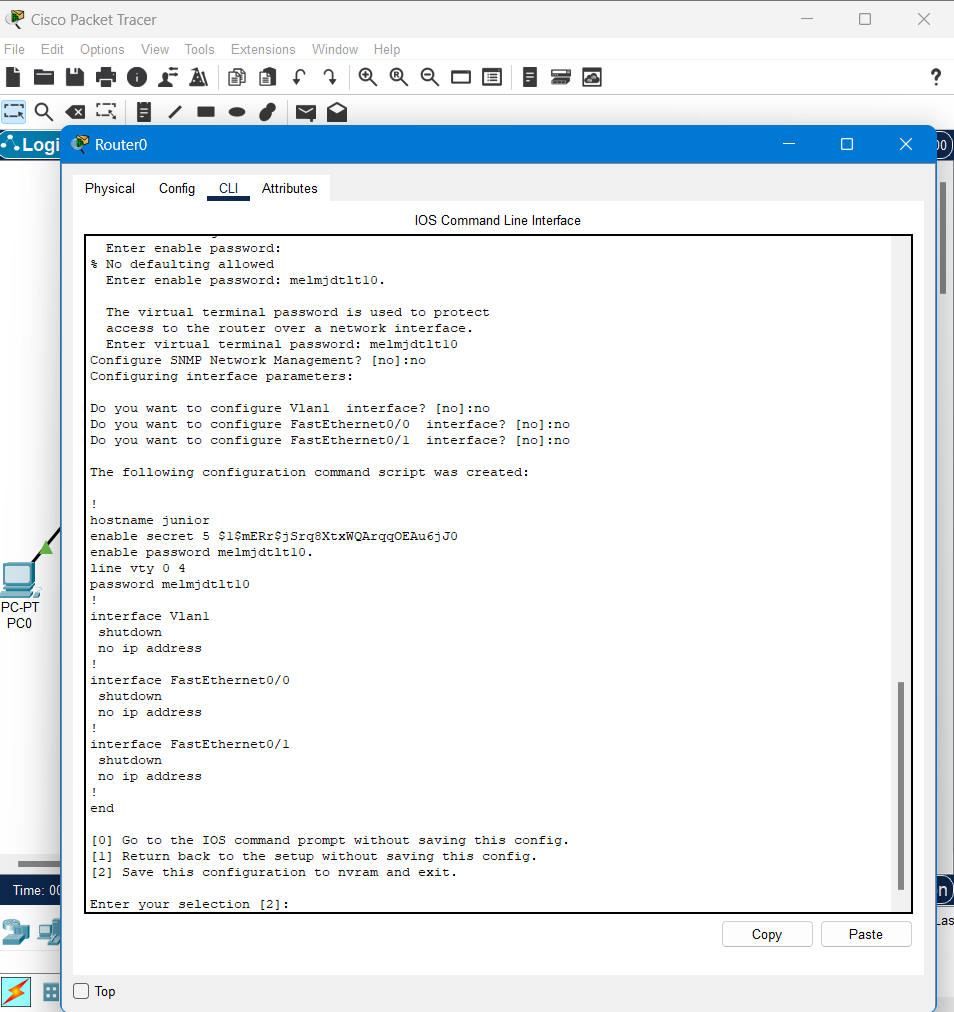 Cisco Packet Tracer
File Edit Options View Tools Extensions Window Help
?
Logi
Router0
00
Physical Config CLI Attributes
IOS Command Line Interface
Enter enable password:
% No defaulting allowed
Enter enable password: melmjdtlt10.
The virtual terminal password is used to protect
access to the router over a network interface.
Enter virtual terminal password: melmjdtlt10
Configure SNMP Network Management? [no]:no
Configuring interface parameters:
Do you want to configure Vlan1  interface? [no]:no
Do you want to configure FastEthernet0/0  interface? [no]:no
Do you want to configure FastEthernet0/1  interface? [no]:no
The following configuration command script was created:
!
hostname junior
enable secret 5 $1$mERr$jSrq8XtxWQArqqOEAu6jJ0
enable password melmjdtlt10.
line vty 0 4
password melmjdtlt10
!
interface Vlan1
shutdown
no ip address
!
interface FastEthernet0/0
shutdown
no ip address
!
interface FastEthernet0/1
shutdown
no ip address
!
end
[0] Go to the IOS command prompt without saving this config.
[1] Return back to the setup without saving this config.
[2] Save this configuration to nvram and exit.
Enter your selection [2]:
Copy Paste
Top
PC-PT
PC0
Time: 00
n
Las